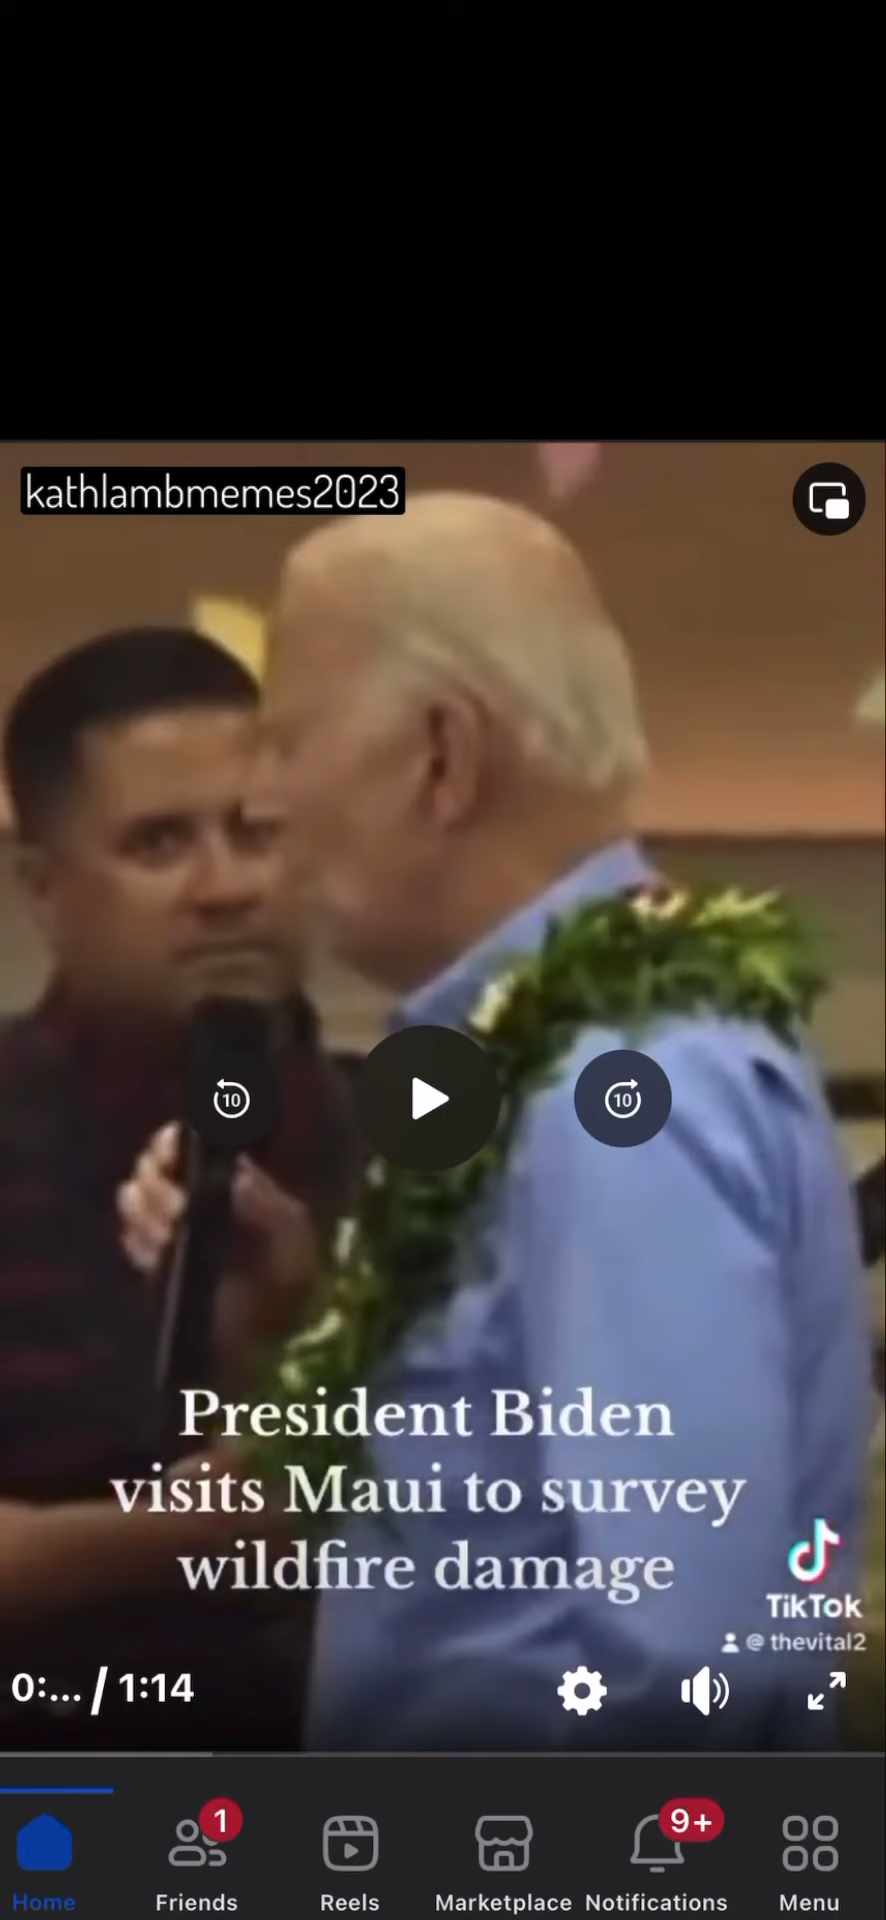 kathlambmemes2023
10
10
President Biden
visits Maui to survey
wildfire damage
TikTok
@ thevital2
0:... / 1:14
1
9+
Home
Friends
Reels
Marketplace
Notifications
Menu